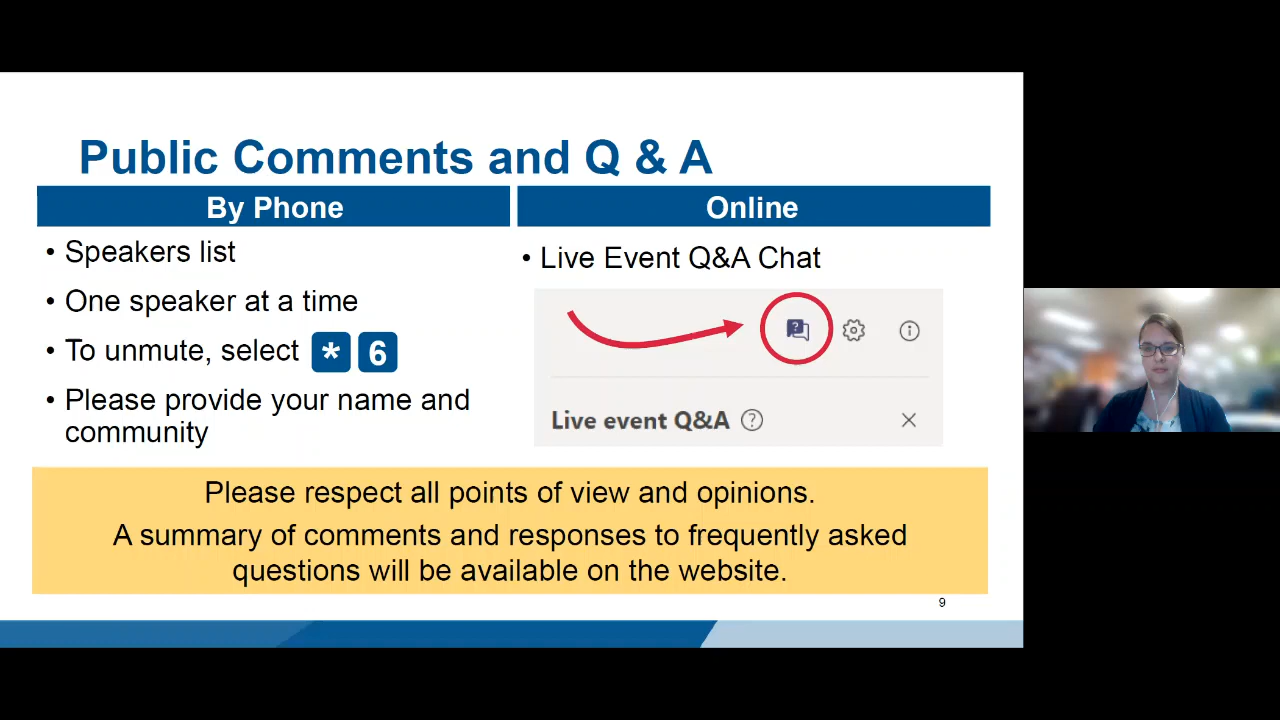 Public Comments and Q & A
By Phone
• Speakers list
• One speaker at a time
• To unmute, select * 6
• Please provide your name and
community
Online
• Live Event Q&A Chat
?
Live event Q&A ?
Please respect all points of view and opinions.
A summary of comments and responses to frequently asked
questions will be available on the website.
9